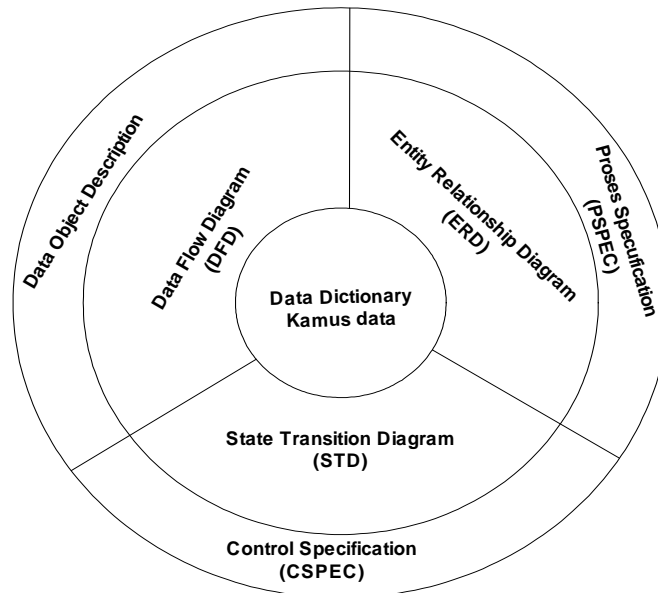 Data Object Description
Data Flow Diagram
(DFD)
Entity Relationship Diagram
(ERD)
Proses Specufication
(PSPEC)
Data Dictionary
Kamus data
State Transition Diagram
(STD)
Control Specification
(CSPEC)